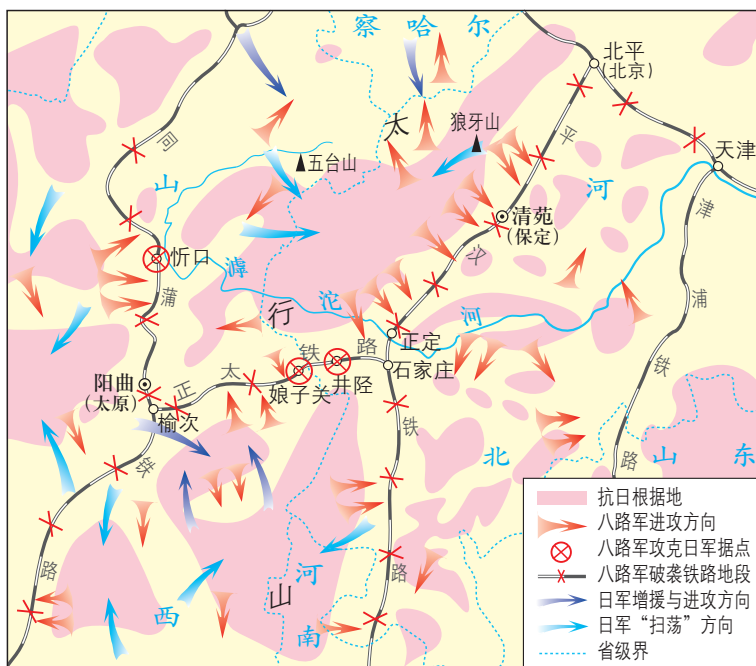 察哈尔
北平
(北京)
太
狼牙山
天津
同
平
五台山
山
河
清苑
(保定)
津
忻口
滹
汉
沱
浦
蒲
行
河
正定
铁
路
石家庄
阳曲
(太原)
正
太
娘子关
井陉
铁
榆次
铁
北
山 东
铁
路
河
路
路
山
西
南
抗日根据地
八路军进攻方向
八路军攻克日军据点
八路军破袭铁路地段
日军增援与进攻方向
日军“扫荡”方向
省级界